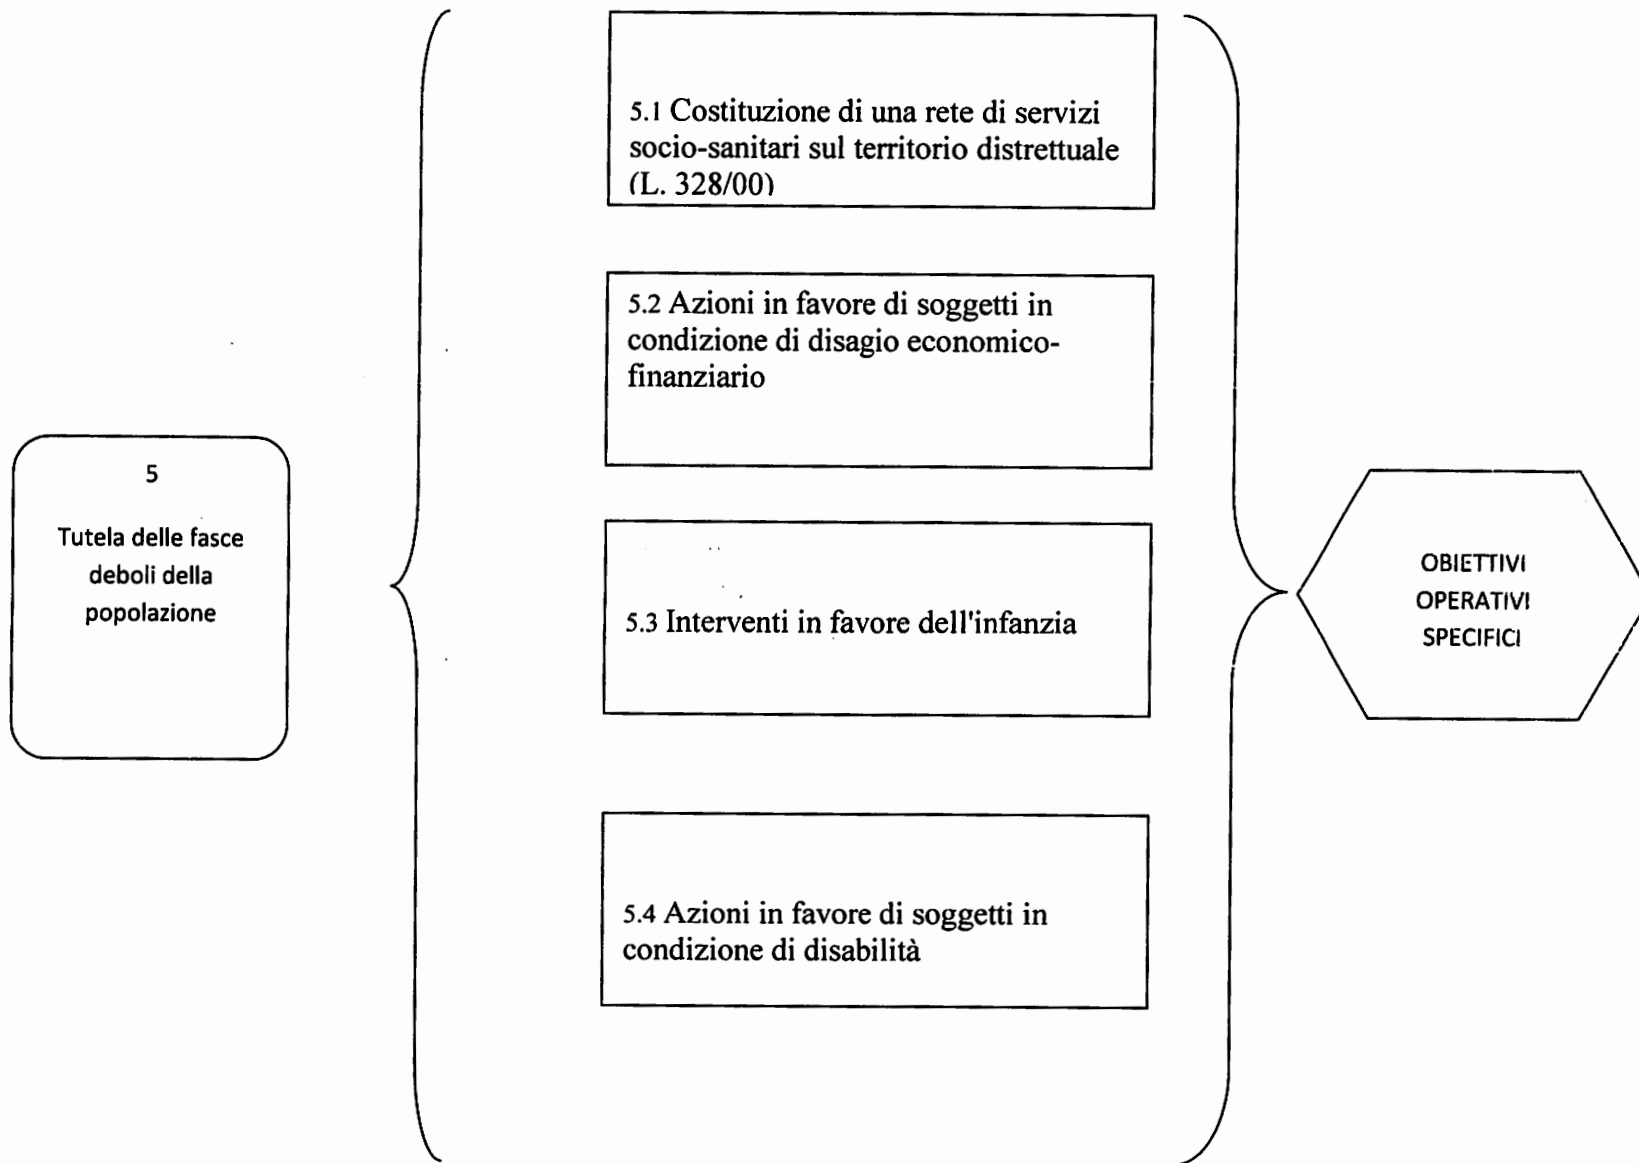 5
Tutela delle fasce
deboli della
popolazione
5.1 Costituzione di una rete di servizi
socio-sanitari sul territorio distrettuale
(L. 328/00)
5.2 Azioni in favore di soggetti in
condizione di disagio economico-
finanziario
5.3 Interventi in favore dell'infanzia
5.4 Azioni in favore di soggetti in
condizione di disabilità
OBIETTIVI
OPERATIVI
SPECIFICI